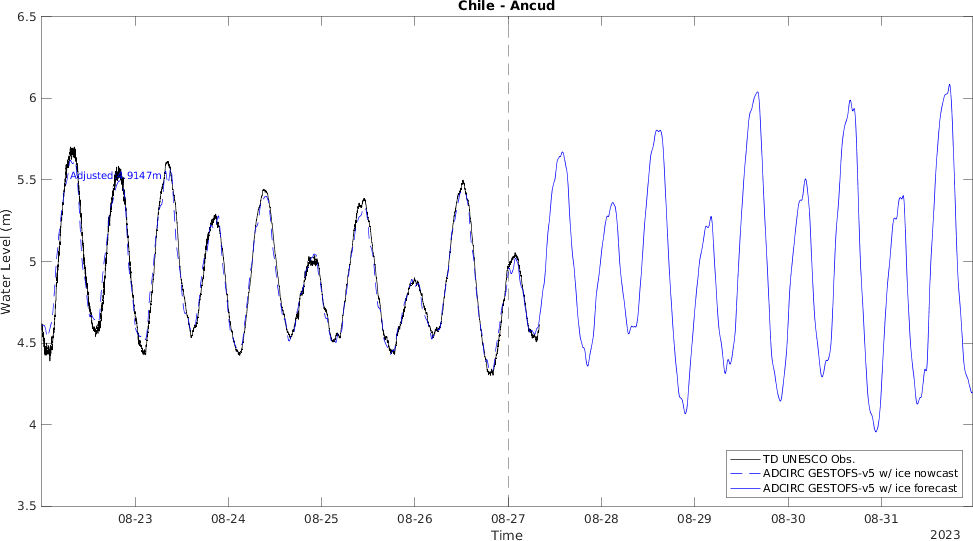 Chile - Ancud
6.5
6
5.5
5
4.5
4
3.5
Water Level (m)
Adjusted
9147m
08-23
08-24
08-25
08-26
08-27
08-28
08-29
08-30
08-31
Time
2023
TD UNESCO Obs.
ADCIRC GESTOFS-v5 w/ ice nowcast
ADCIRC GESTOFS-v5 w/ ice forecast